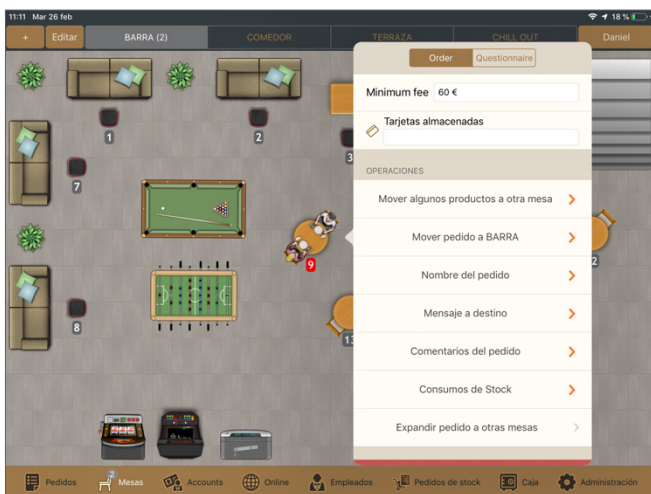 11:11 Mar 26 feb
18 %
+ Editar BARRA (2) COMEDOR TERRAZA CHILL OUT Daniel
Order Questionnaire
Minimum fee 60 €
Tarjetas almacenadas
OPERACIONES
Mover algunos productos a otra mesa
Mover pedido a BARRA
Nombre del pedido
Mensaje a destino
Comentarios del pedido
Consumos de Stock
Expandir pedido a otras mesas
1
2
3
7
9
2
8
13
Pedidos 2 Mesas Accounts Online Empleados Pedidos de stock Caja Administración